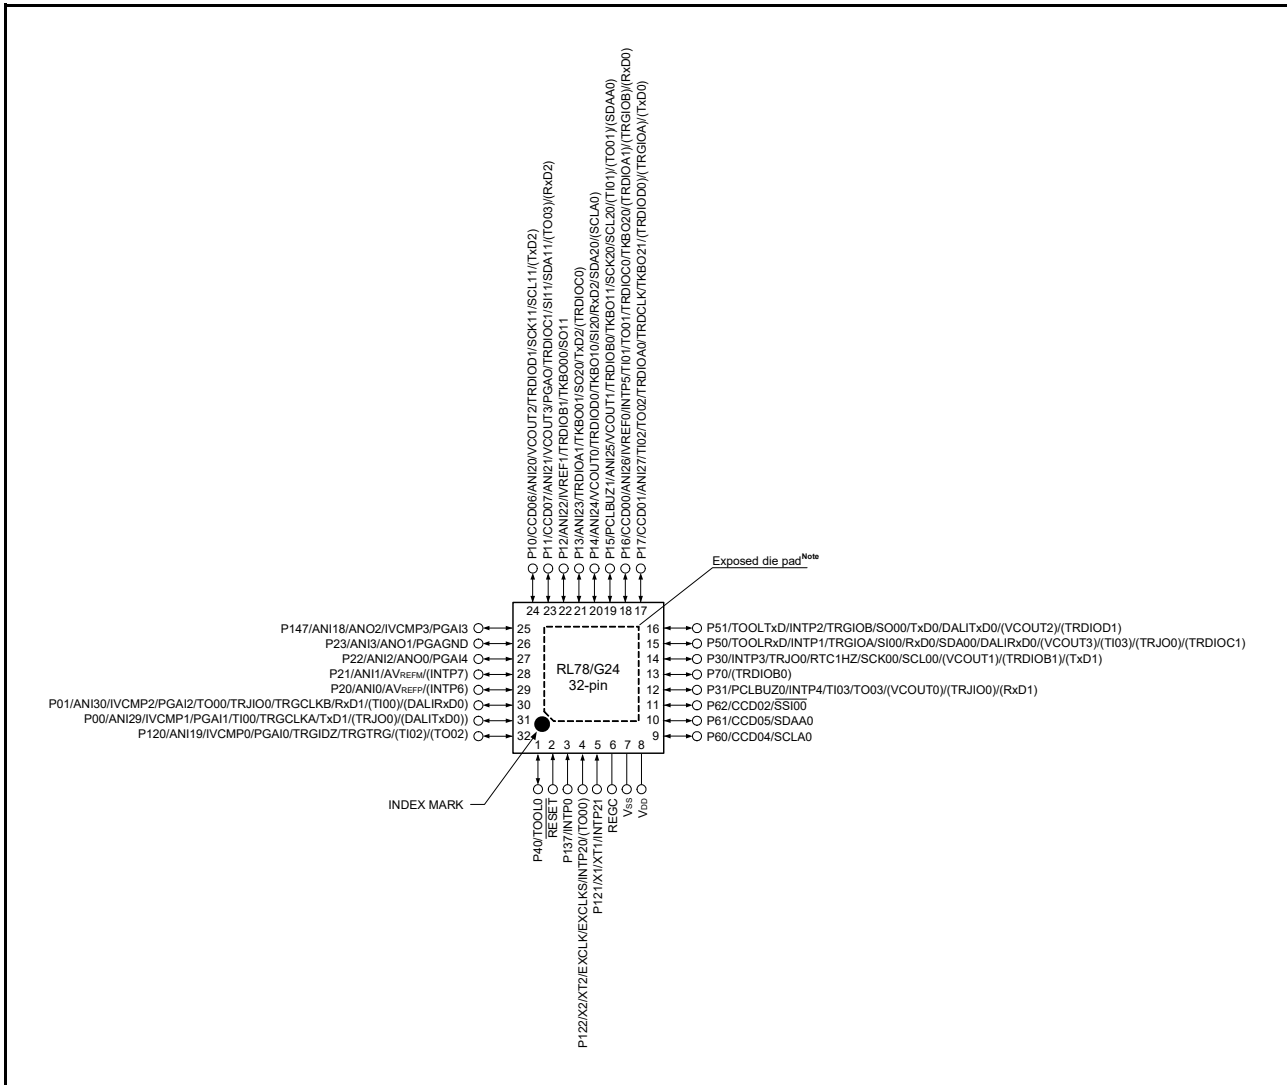 P10/CCD06/ANI20/VCOUT2/TRDIOD1/SCK11/SCL11/(TxD2)
P11/CCD07/ANI21/VCOUT3/PGAO/TRDIOC1/SI11/SDA11/(TO03)/(RxD2)
P12/ANI22/IVREF1/TRDIOB1/TKBO00/SO11
P13/ANI23/TRDIOA1/TKBO01/SO20/TxD2/(TRDIOC0)
P14/ANI24/VCOUT0/TRDIOD0/TKBO10/SI20/RxD2/SDA20/(SCLA0)
P15/PCLBUZ1/ANI25/VCOUT1/TRDIOB0/TKBO11/SCK20/SCL20/(TI01)/(TO01)/(SDAA0)
P16/CCD00/ANI26/IVREF0/INTP5/TI01/TO01/TRDIOC0/TKBO20/(TRDIOA1)/(TRGIOB)/(RxD0)
P17/CCD01/ANI27/TI02/TO02/TRDIOA0/TRDCLK/TKBO21/(TRDIOD0)/(TRGIOA)/(TxD0)
Exposed die pad Note
24 23 22 21 20 19 18 17
P147/ANI18/ANO2/IVCMP3/PGAI3 25
P23/ANI3/ANO1/PGAGND 26
P22/ANI2/ANO0/PGAI4 27
P21/ANI1/AVREFM/(INTP7) 28
P20/ANI0/AVREFP/(INTP6) 29
P01/ANI30/IVCMP2/PGAI2/TO00/TRJIO0/TRGCLKB/RxD1/(TI00)/(DALIRxD0) 30
P00/ANI29/IVCMP1/PGAI1/TI00/TRGCLKA/TxD1/(TRJO0)/(DALITxD0)) 31
P120/ANI19/IVCMP0/PGAI0/TRGIDZ/TRGTRG/(TI02)/(TO02) 32
RL78/G24
32-pin
16 P51/TOOLTxD/INTP2/TRGIOB/SO00/TxD0/DALITxD0/(VCOUT2)/(TRDIOD1)
15 P50/TOOLRxD/INTP1/TRGIOA/SI00/RxD0/SDA00/DALIRxD0/(VCOUT3)/(TI03)/(TRJO0)/(TRDIOC1)
14 P30/INTP3/TRJO0/RTC1HZ/SCK00/SCL00/(VCOUT1)/(TRDIOB1)/(TxD1)
13 P70/(TRDIOB0)
12 P31/PCLBUZ0/INTP4/TI03/TO03/(VCOUT0)/(TRJIO0)/(RxD1)
11 P62/CCD02/SSI00
10 P61/CCD05/SDAA0
9 P60/CCD04/SCLA0
1 2 3 4 5 6 7 8
INDEX MARK
P40/TOOL0
RESET
P137/INTP0
P122/X2/XT2/EXCLK/EXCLKS/INTP20/(TO00)
P121/X1/XT1/INTP21
REGC
VSS
VDD